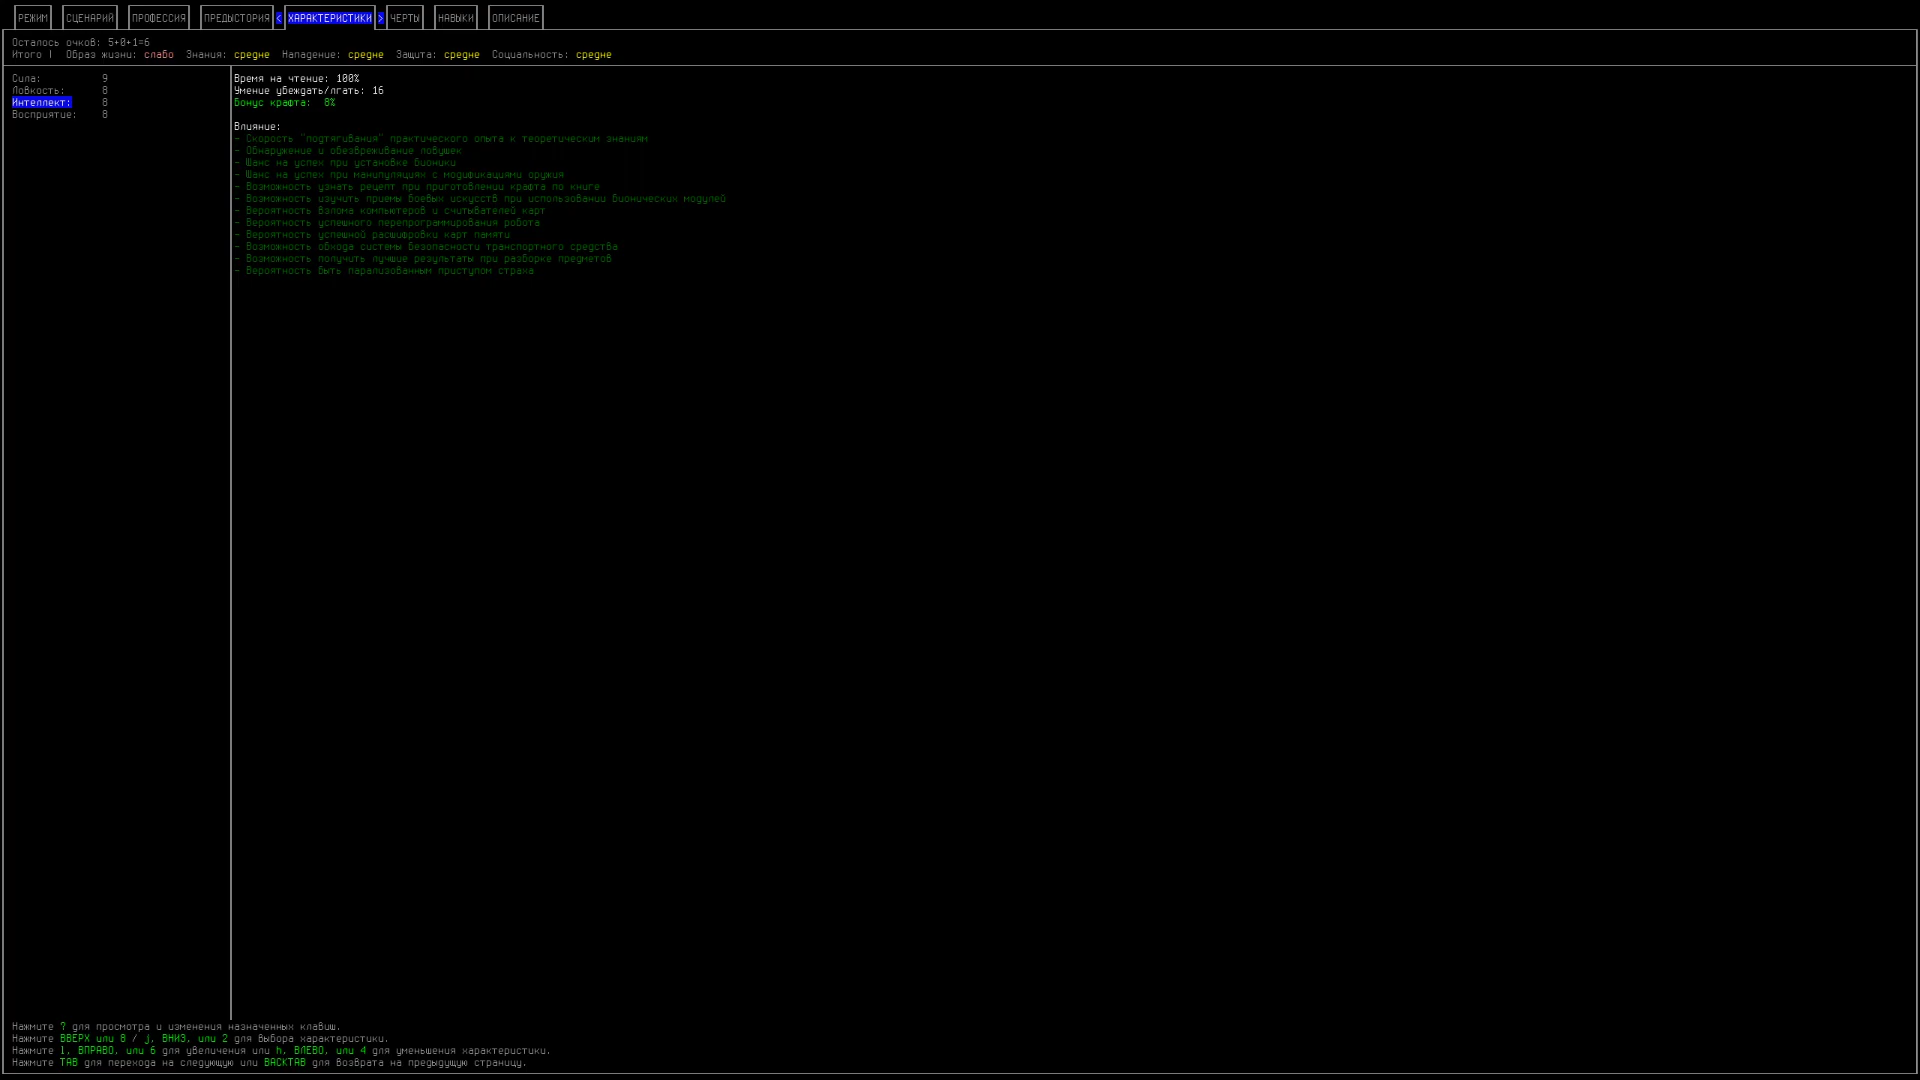 РЕЖИМ СЦЕНАРИЙ ПРОФЕССИЯ ПРЕДЫСТОРИЯ < ХАРАКТЕРИСТИКИ > ЧЕРТЫ НАВЫКИ ОПИСАНИЕ
Осталось очков: 5+0+1=6
Итого | Образ жизни: слабо Знания: средне Нападение: средне Защита: средне Социальность: средне
Сила: 9
Ловкость: 8
Интеллект: 8
Восприятие: 8
Время на чтение: 100%
Умение убеждать/лгать: 16
Бонус крафта: 8%
Влияние:
- Скорость "подтягивания" практического опыта к теоретическим знаниям
- Обнаружение и обезвреживание ловушек
- Шанс на успех при установке бионики
- Шанс на успех при манипуляциях с модификациями оружия
- Возможность узнать рецепт при приготовлении крафта по книге
- Возможность изучить приемы боевых искусств при использовании бионических модулей
- Вероятность взлома компьютеров и считывателей карт
- Вероятность успешного перепрограммирования робота
- Вероятность успешной расшифровки карт памяти
- Возможность обхода системы безопасности транспортного средства
- Возможность получить лучшие результаты при разборке предметов
- Вероятность быть парализованным приступом страха
Нажмите ? для просмотра и изменения назначенных клавиш.
Нажмите ВВЕРХ или 8 / j, ВНИЗ, или 2 для выбора характеристики.
Нажмите l, ВПРАВО, или 6 для увеличения или h, ВЛЕВО, или 4 для уменьшения характеристики.
Нажмите TAB для перехода на следующую или BACKTAB для возврата на предыдущую страницу.